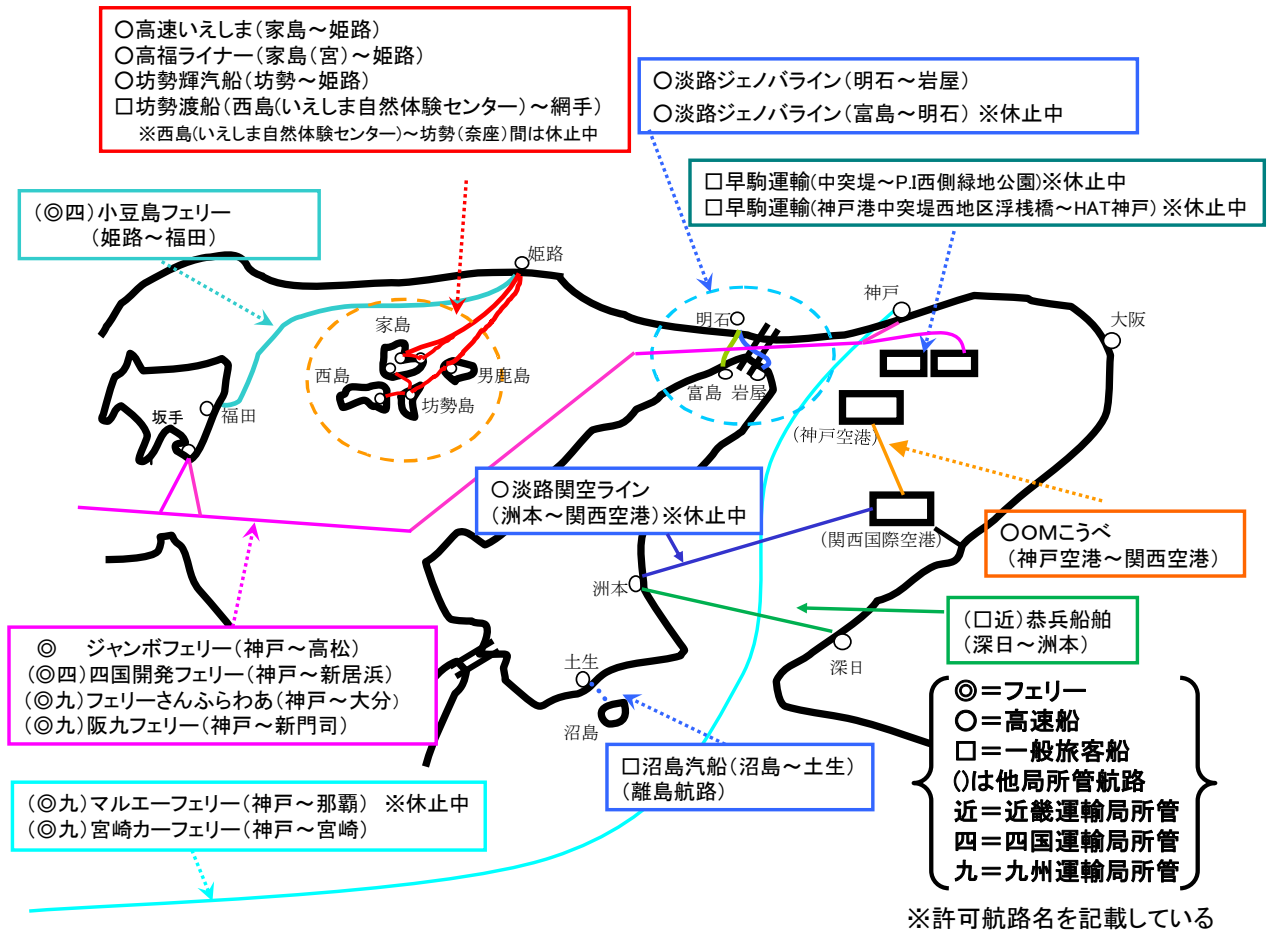 ○高速いえしま(家島～姫路)
○高福ライナー(家島(宮)～姫路)
○坊勢輝汽船(坊勢～姫路)
□坊勢渡船(西島(いえしま自然体験センター)～網手)
※西島(いえしま自然体験センター)～坊勢(奈座)間は休止中
○淡路ジェノバライン(明石～岩屋)
○淡路ジェノバライン(富島～明石) ※休止中
□早駒運輸(中突堤～P.I西側緑地公園)※休止中
□早駒運輸(神戸港中突堤西地区浮桟橋～HAT神戸) ※休止中
(◎四)小豆島フェリー
(姫路～福田)
姫路
神戸
大阪
明石
家島
西島
男鹿島
坊勢島
富島
岩屋
福田
坂手
(神戸空港)
○淡路関空ライン
(洲本～関西空港)※休止中
(関西国際空港)
○OMこうべ
(神戸空港～関西空港)
洲本
(□近)恭兵船舶
(深日～洲本)
深日
土生
沼島
◎ ジャンボフェリー(神戸～高松)
(◎四)四国開発フェリー(神戸～新居浜)
(◎九)フェリーさんふらわあ(神戸～大分)
(◎九)阪九フェリー(神戸～新門司)
□沼島汽船(沼島～土生)
(離島航路)
(◎九)マルエーフェリー(神戸～那覇) ※休止中
(◎九)宮崎カーフェリー(神戸～宮崎)
◎=フェリー
○=高速船
□=一般旅客船
()は他局所管航路
近=近畿運輸局所管
四=四国運輸局所管
九=九州運輸局所管
※許可航路名を記載している